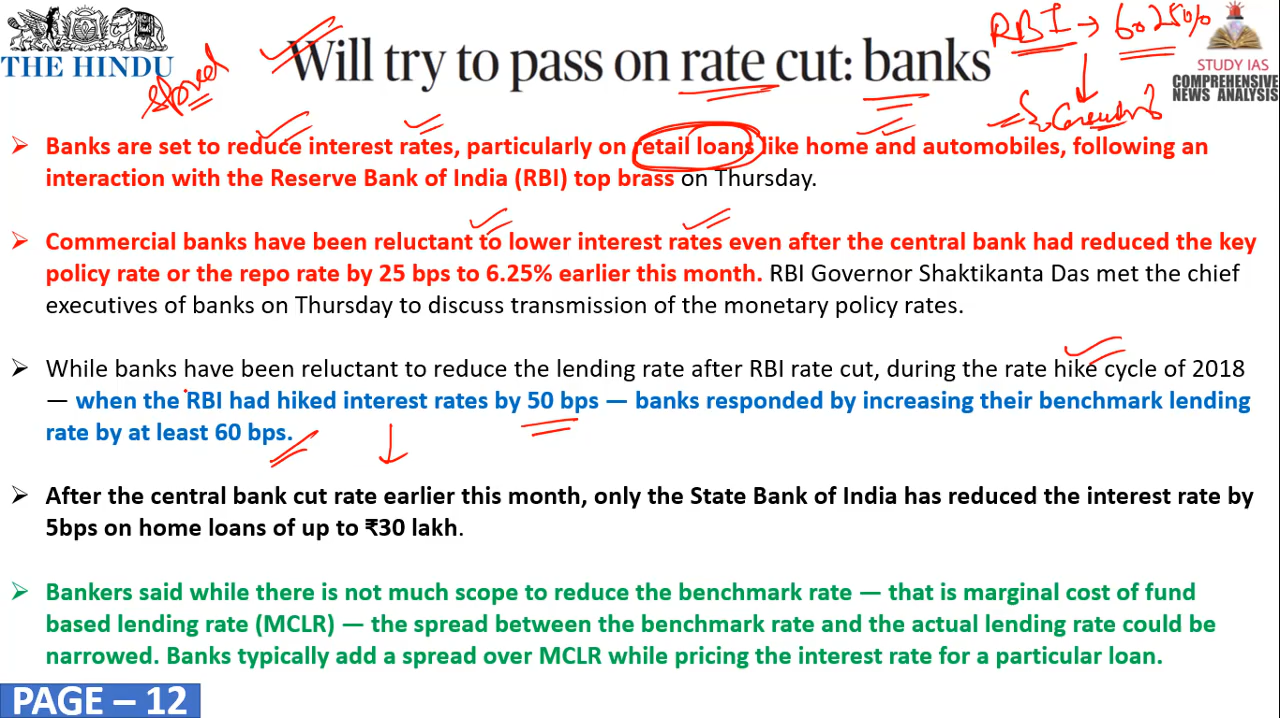 THE HINDU
Spread
Will try to pass on rate cut: banks
RBI → 6.25%
STUDY IAS
COMPREHENSIVE
NEWS ANALYSIS
➢ Banks are set to reduce interest rates, particularly on retail loans like home and automobiles, following an
interaction with the Reserve Bank of India (RBI) top brass on Thursday.
➢ Commercial banks have been reluctant to lower interest rates even after the central bank had reduced the key
policy rate or the repo rate by 25 bps to 6.25% earlier this month. RBI Governor Shaktikanta Das met the chief
executives of banks on Thursday to discuss transmission of the monetary policy rates.
➢ While banks have been reluctant to reduce the lending rate after RBI rate cut, during the rate hike cycle of 2018
— when the RBI had hiked interest rates by 50 bps — banks responded by increasing their benchmark lending
rate by at least 60 bps.
➢ After the central bank cut rate earlier this month, only the State Bank of India has reduced the interest rate by
5bps on home loans of up to ₹30 lakh.
➢ Bankers said while there is not much scope to reduce the benchmark rate — that is marginal cost of fund
based lending rate (MCLR) — the spread between the benchmark rate and the actual lending rate could be
narrowed. Banks typically add a spread over MCLR while pricing the interest rate for a particular loan.
PAGE – 12